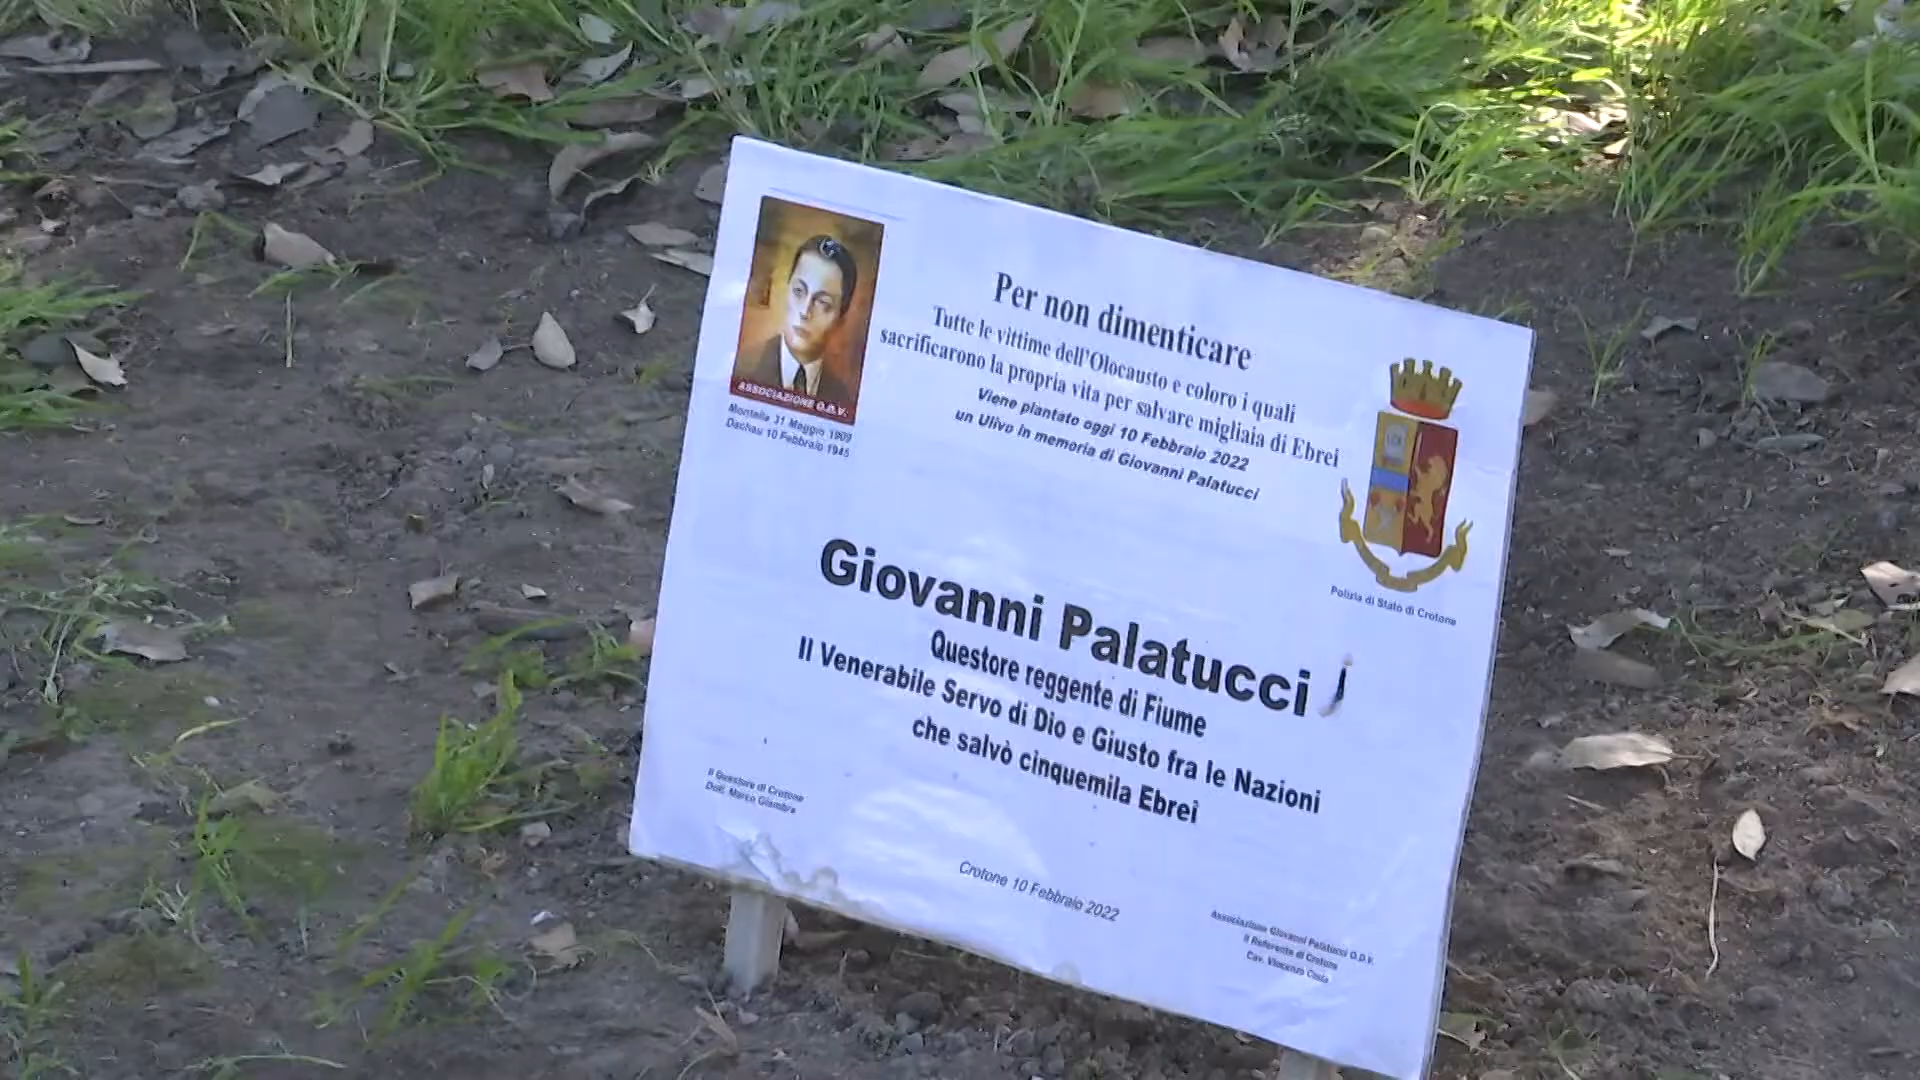 ASSOCIAZIONE O.D.V.
Montella 31 Maggio 1909
Dachau 10 Febbraio 1945
Per non dimenticare
Tutte le vittime dell'Olocausto e coloro i quali
sacrificarono la propria vita per salvare migliaia di Ebrei
Viene piantato oggi 10 Febbraio 2022
un Ulivo in memoria di Giovanni Palatucci
Polizia di Stato di Crotone
Giovanni Palatucci
Questore reggente di Fiume
Il Venerabile Servo di Dio e Giusto fra le Nazioni
che salvò cinquemila Ebrei
Il Questore di Crotone
Dott. Marco Giambra
Crotone 10 Febbraio 2022
Associazione Giovanni Palatucci O.D.V.
Il Referente di Crotone
Cav. Vincenzo Costa